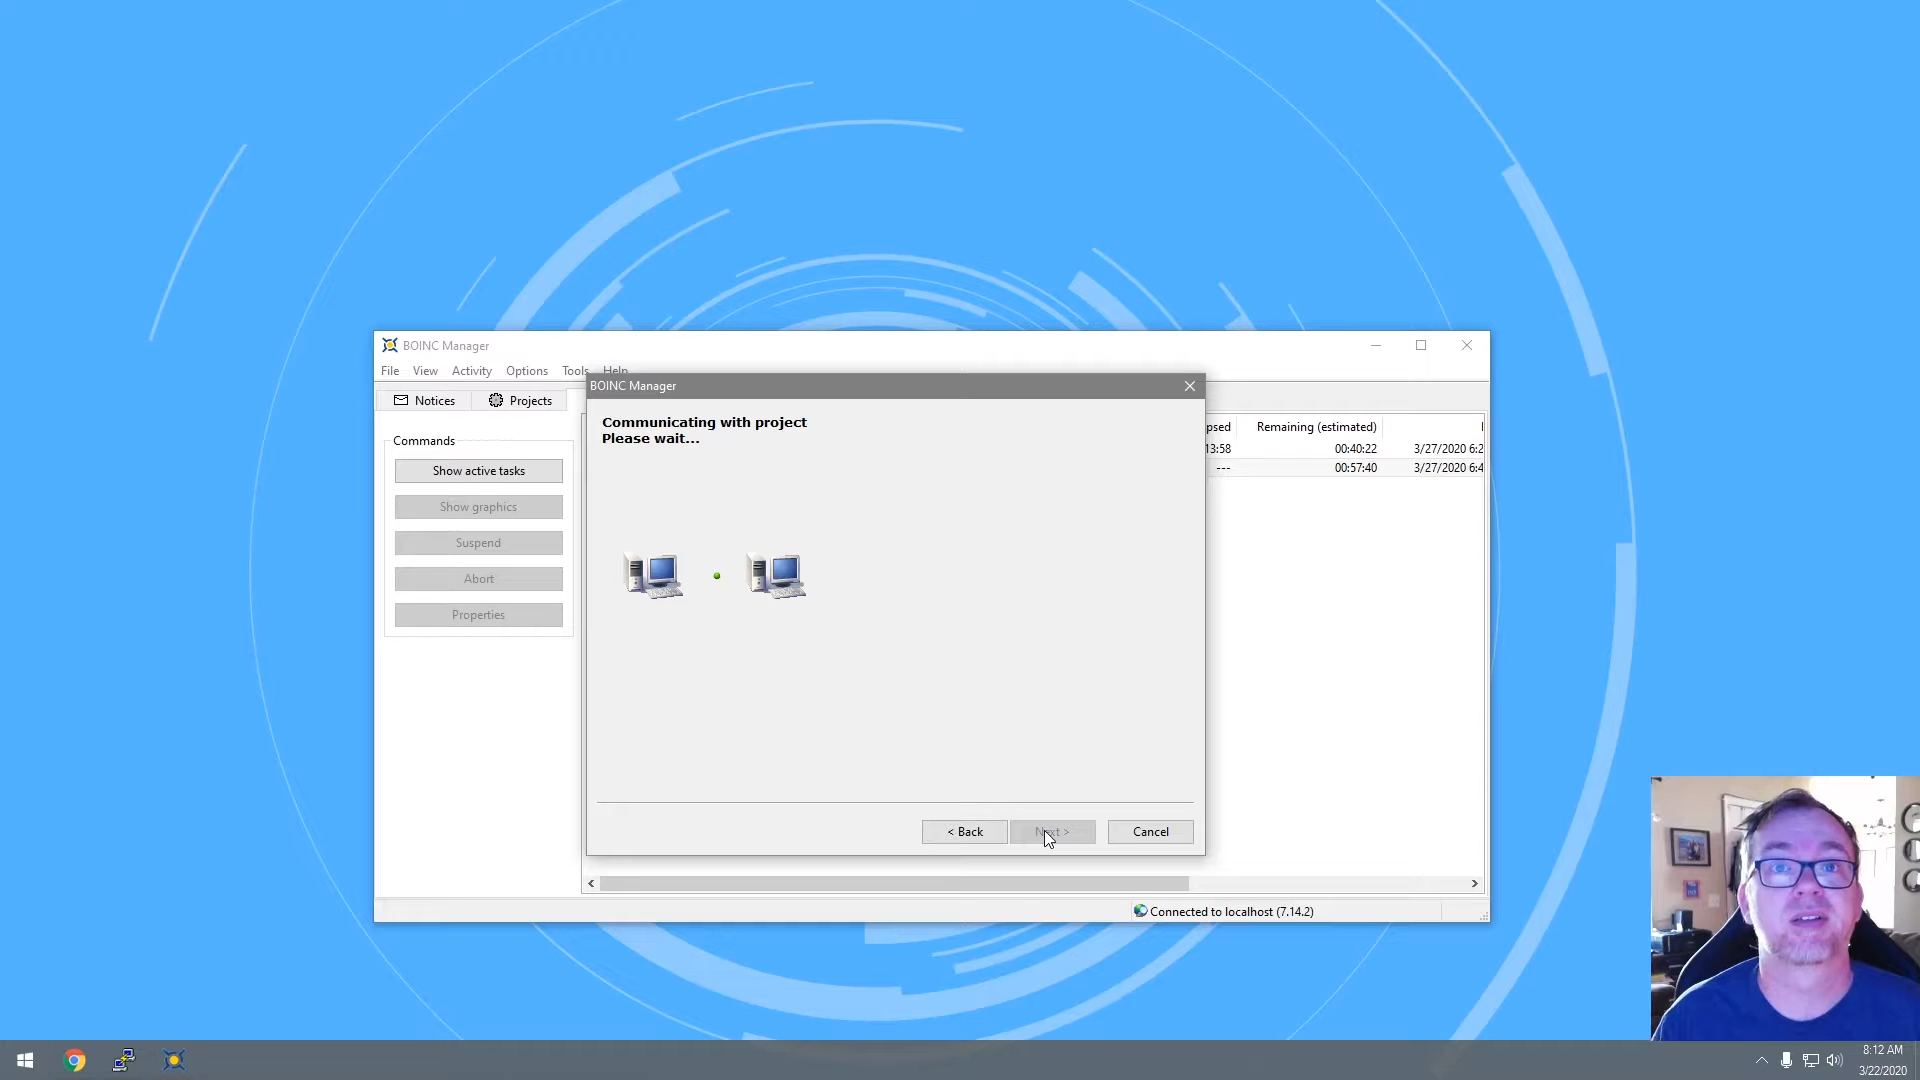 BOINC Manager
File View Activity Options Tools Help
BOINC Manager
Notices Projects
Communicating with project
Please wait...
Commands
Show active tasks
Show graphics
Suspend
Abort
Properties
Remaining (estimated)
13:58 00:40:22 3/27/2020 6:2
--- 00:57:40 3/27/2020 6:4
< Back Next > Cancel
Connected to localhost (7.14.2)
8:12 AM
3/22/2020